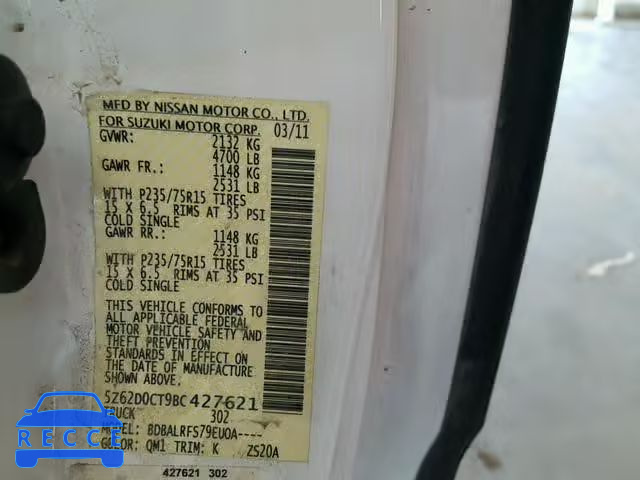 MFD BY NISSAN MOTOR CO., LTD.
FOR SUZUKI MOTOR CORP. 03/11
GVWR: 2132 KG
4700 LB
GAWR FR.: 1148 KG
2531 LB
WITH P235/75R15 TIRES
15 X 6.5 RIMS AT 35 PSI
COLD SINGLE
GAWR RR.: 1148 KG
2531 LB
WITH P235/75R15 TIRES
15 X 6.5 RIMS AT 35 PSI
COLD SINGLE
THIS VEHICLE CONFORMS TO
ALL APPLICABLE FEDERAL
MOTOR VEHICLE SAFETY AND
THEFT PREVENTION
STANDARDS IN EFFECT ON
THE DATE OF MANUFACTURE
SHOWN ABOVE.
5Z62D0CT9BC427621
TRUCK 302
MODEL: BDBALRFS79EU0A----
COLOR: QM1 TRIM: K ZS20A
427621 302
RECCE